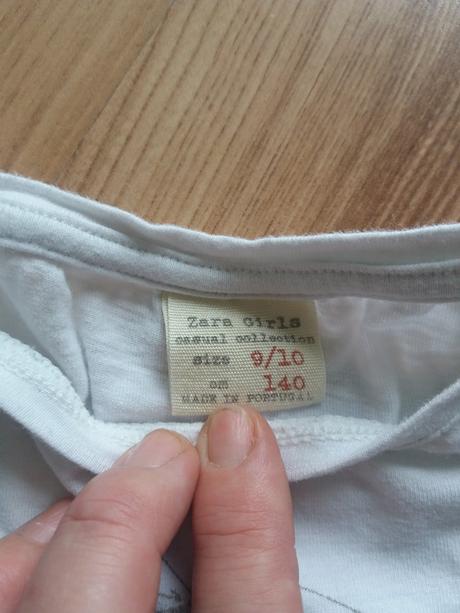 Zara Girls
casual collection
size 9/10
cm 140
MADE IN PORTUGAL